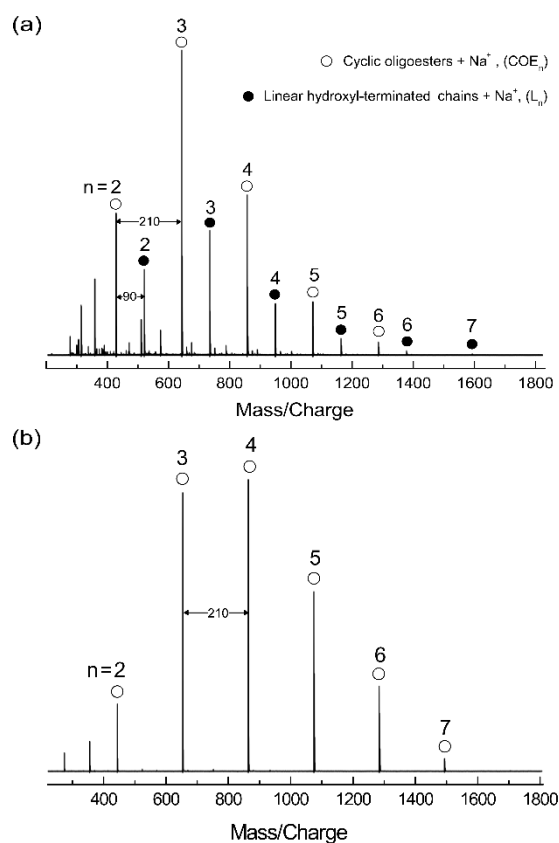 (a)
3
○ Cyclic oligoesters + Na⁺ , (COEₙ)
● Linear hydroxyl-terminated chains + Na⁺, (Lₙ)
n = 2
4
210
2
3
90
4
5
5
6
6
7
400 600 800 1000 1200 1400 1600 1800
Mass/Charge
(b)
3
4
5
210
n = 2
6
7
400 600 800 1000 1200 1400 1600 1800
Mass/Charge